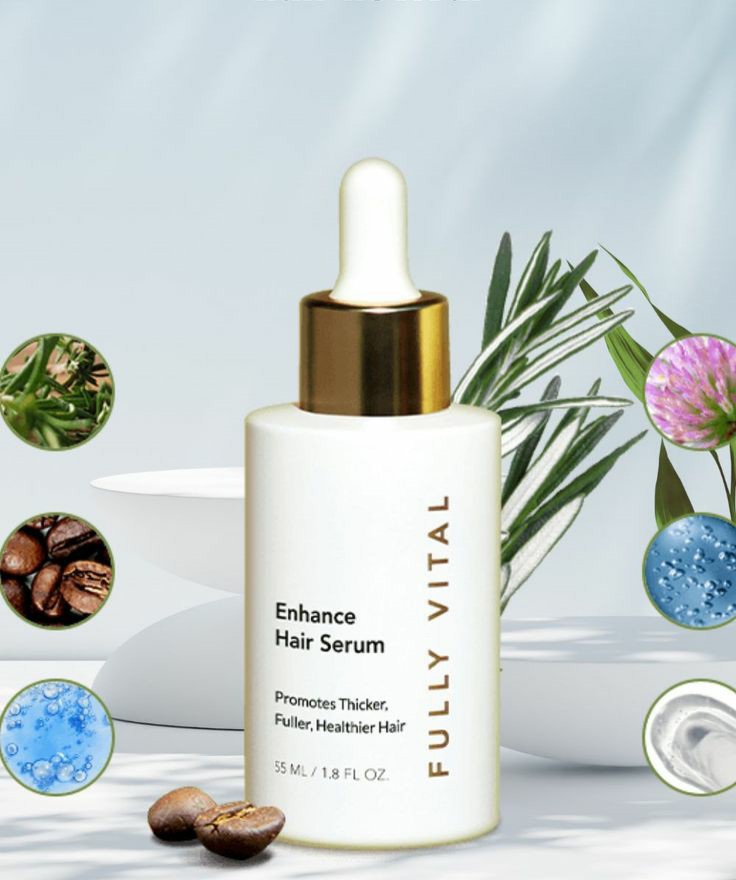 Enhance
Hair Serum
Promotes Thicker,
Fuller, Healthier Hair
55 ML / 1.8 FL OZ.
FULLY VITAL